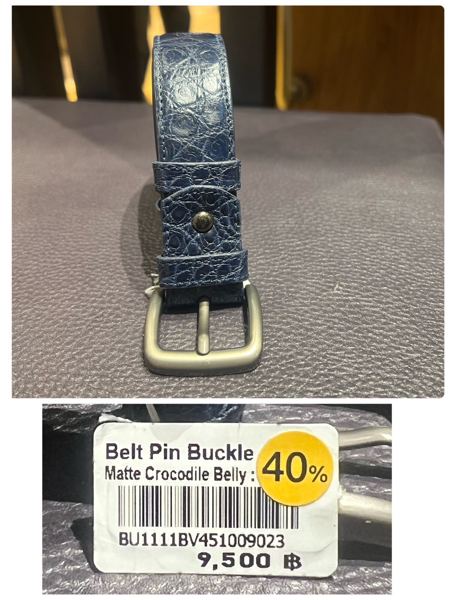 Belt Pin Buckle
Matte Crocodile Belly :
40%
BU1111BV451009023
9,500 ฿